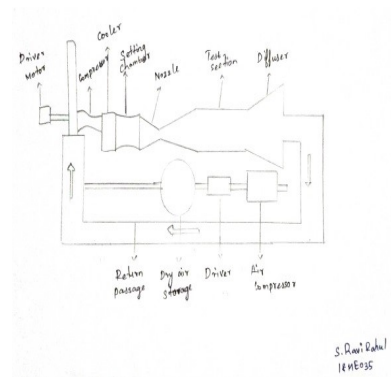 Driver
Motor
Compressor
Cooler
Setting
Chamber
Nozzle
Test
Section
Diffuser
Return
passage
Dry air
storage
Driver
Air
compressor
S. Ravi Rahul
18ME035